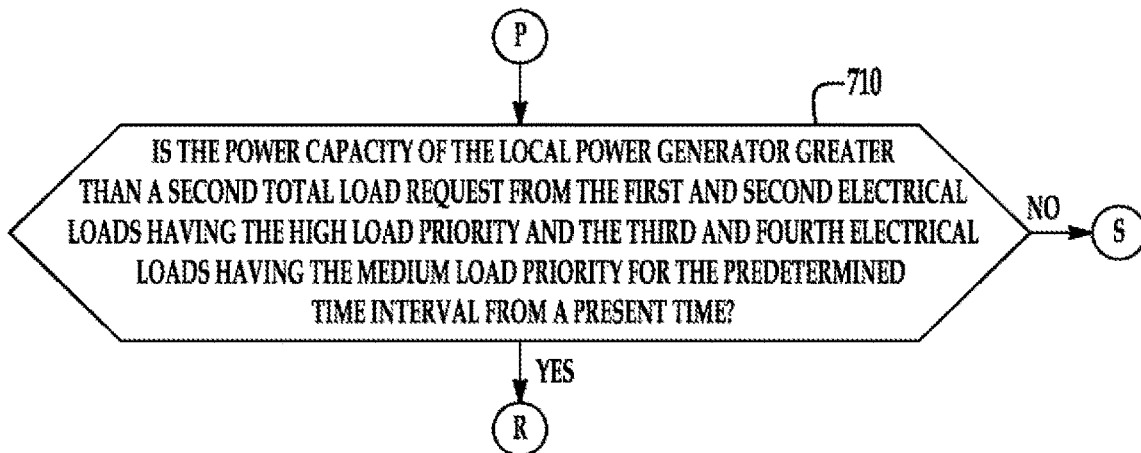 P
710
IS THE POWER CAPACITY OF THE LOCAL POWER GENERATOR GREATER
THAN A SECOND TOTAL LOAD REQUEST FROM THE FIRST AND SECOND ELECTRICAL
LOADS HAVING THE HIGH LOAD PRIORITY AND THE THIRD AND FOURTH ELECTRICAL
LOADS HAVING THE MEDIUM LOAD PRIORITY FOR THE PREDETERMINED
TIME INTERVAL FROM A PRESENT TIME?
NO
S
YES
R